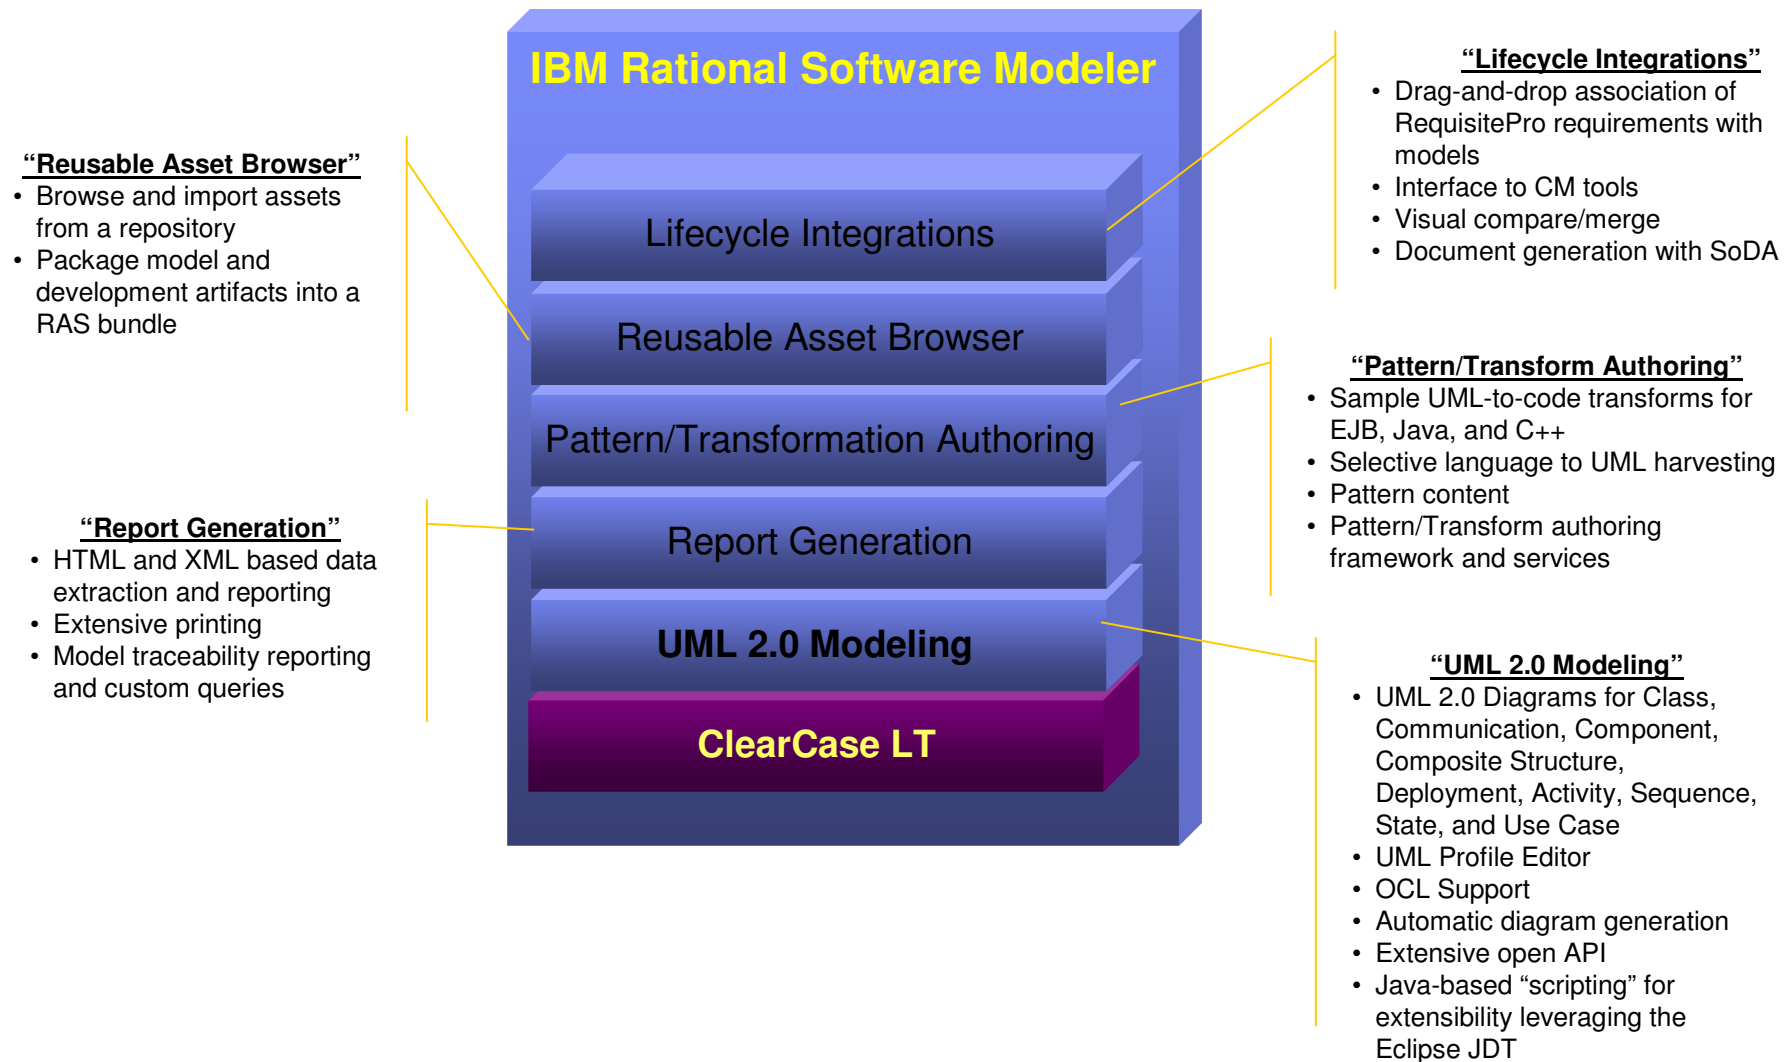 IBM Rational Software Modeler
Lifecycle Integrations
Reusable Asset Browser
Pattern/Transformation Authoring
Report Generation
UML 2.0 Modeling
ClearCase LT
“Reusable Asset Browser”
• Browse and import assets
from a repository
• Package model and
development artifacts into a
RAS bundle
“Report Generation”
• HTML and XML based data
extraction and reporting
• Extensive printing
• Model traceability reporting
and custom queries
“Lifecycle Integrations”
• Drag-and-drop association of
RequisitePro requirements with
models
• Interface to CM tools
• Visual compare/merge
• Document generation with SoDA
“Pattern/Transform Authoring”
• Sample UML-to-code transforms for
EJB, Java, and C++
• Selective language to UML harvesting
• Pattern content
• Pattern/Transform authoring
framework and services
“UML 2.0 Modeling”
• UML 2.0 Diagrams for Class,
Communication, Component,
Composite Structure,
Deployment, Activity, Sequence,
State, and Use Case
• UML Profile Editor
• OCL Support
• Automatic diagram generation
• Extensive open API
• Java-based “scripting” for
extensibility leveraging the
Eclipse JDT